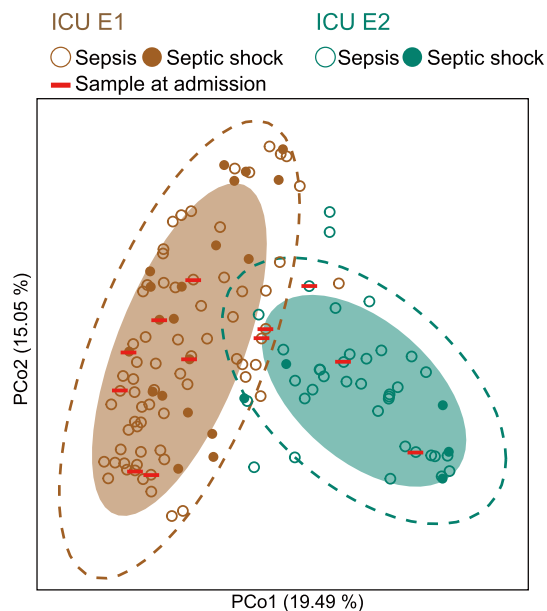 ICU E1 ICU E2
Sepsis Septic shock Sepsis Septic shock
Sample at admission
PCo2 (15.05 %)
PCo1 (19.49 %)